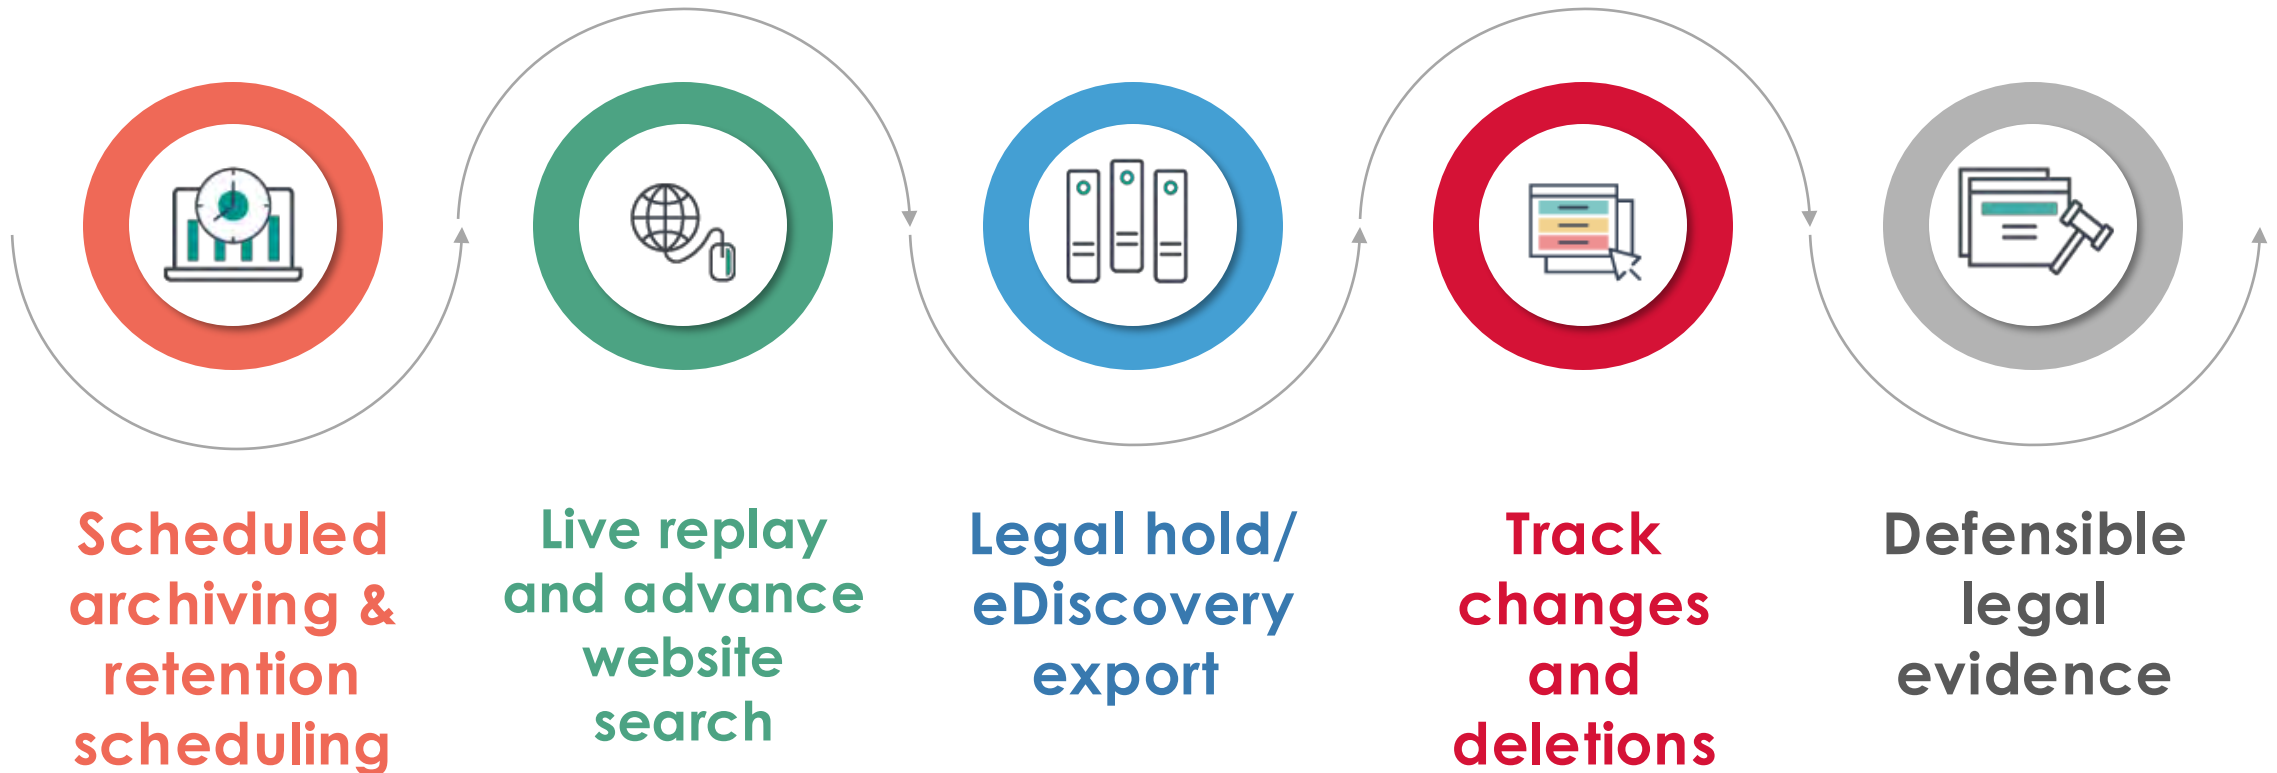 Scheduled
archiving &
retention
scheduling
Live replay
and advance
website
search
Legal hold/
eDiscovery
export
Track
changes
and
deletions
Defensible
legal
evidence